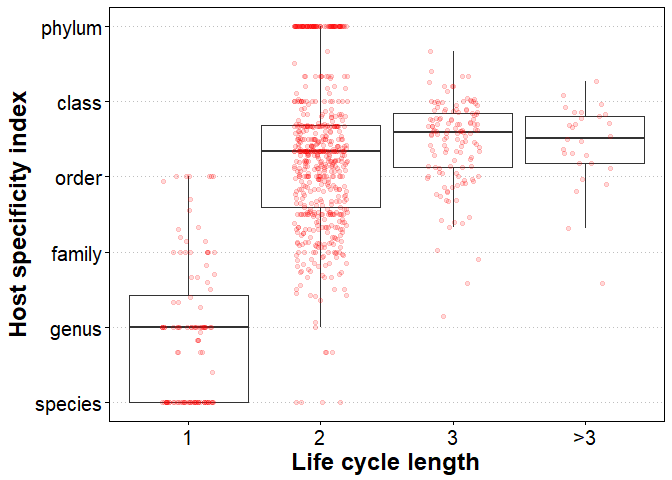 Host specificity index
phylum
class
order
family
genus
species
1 2 3 >3
Life cycle length